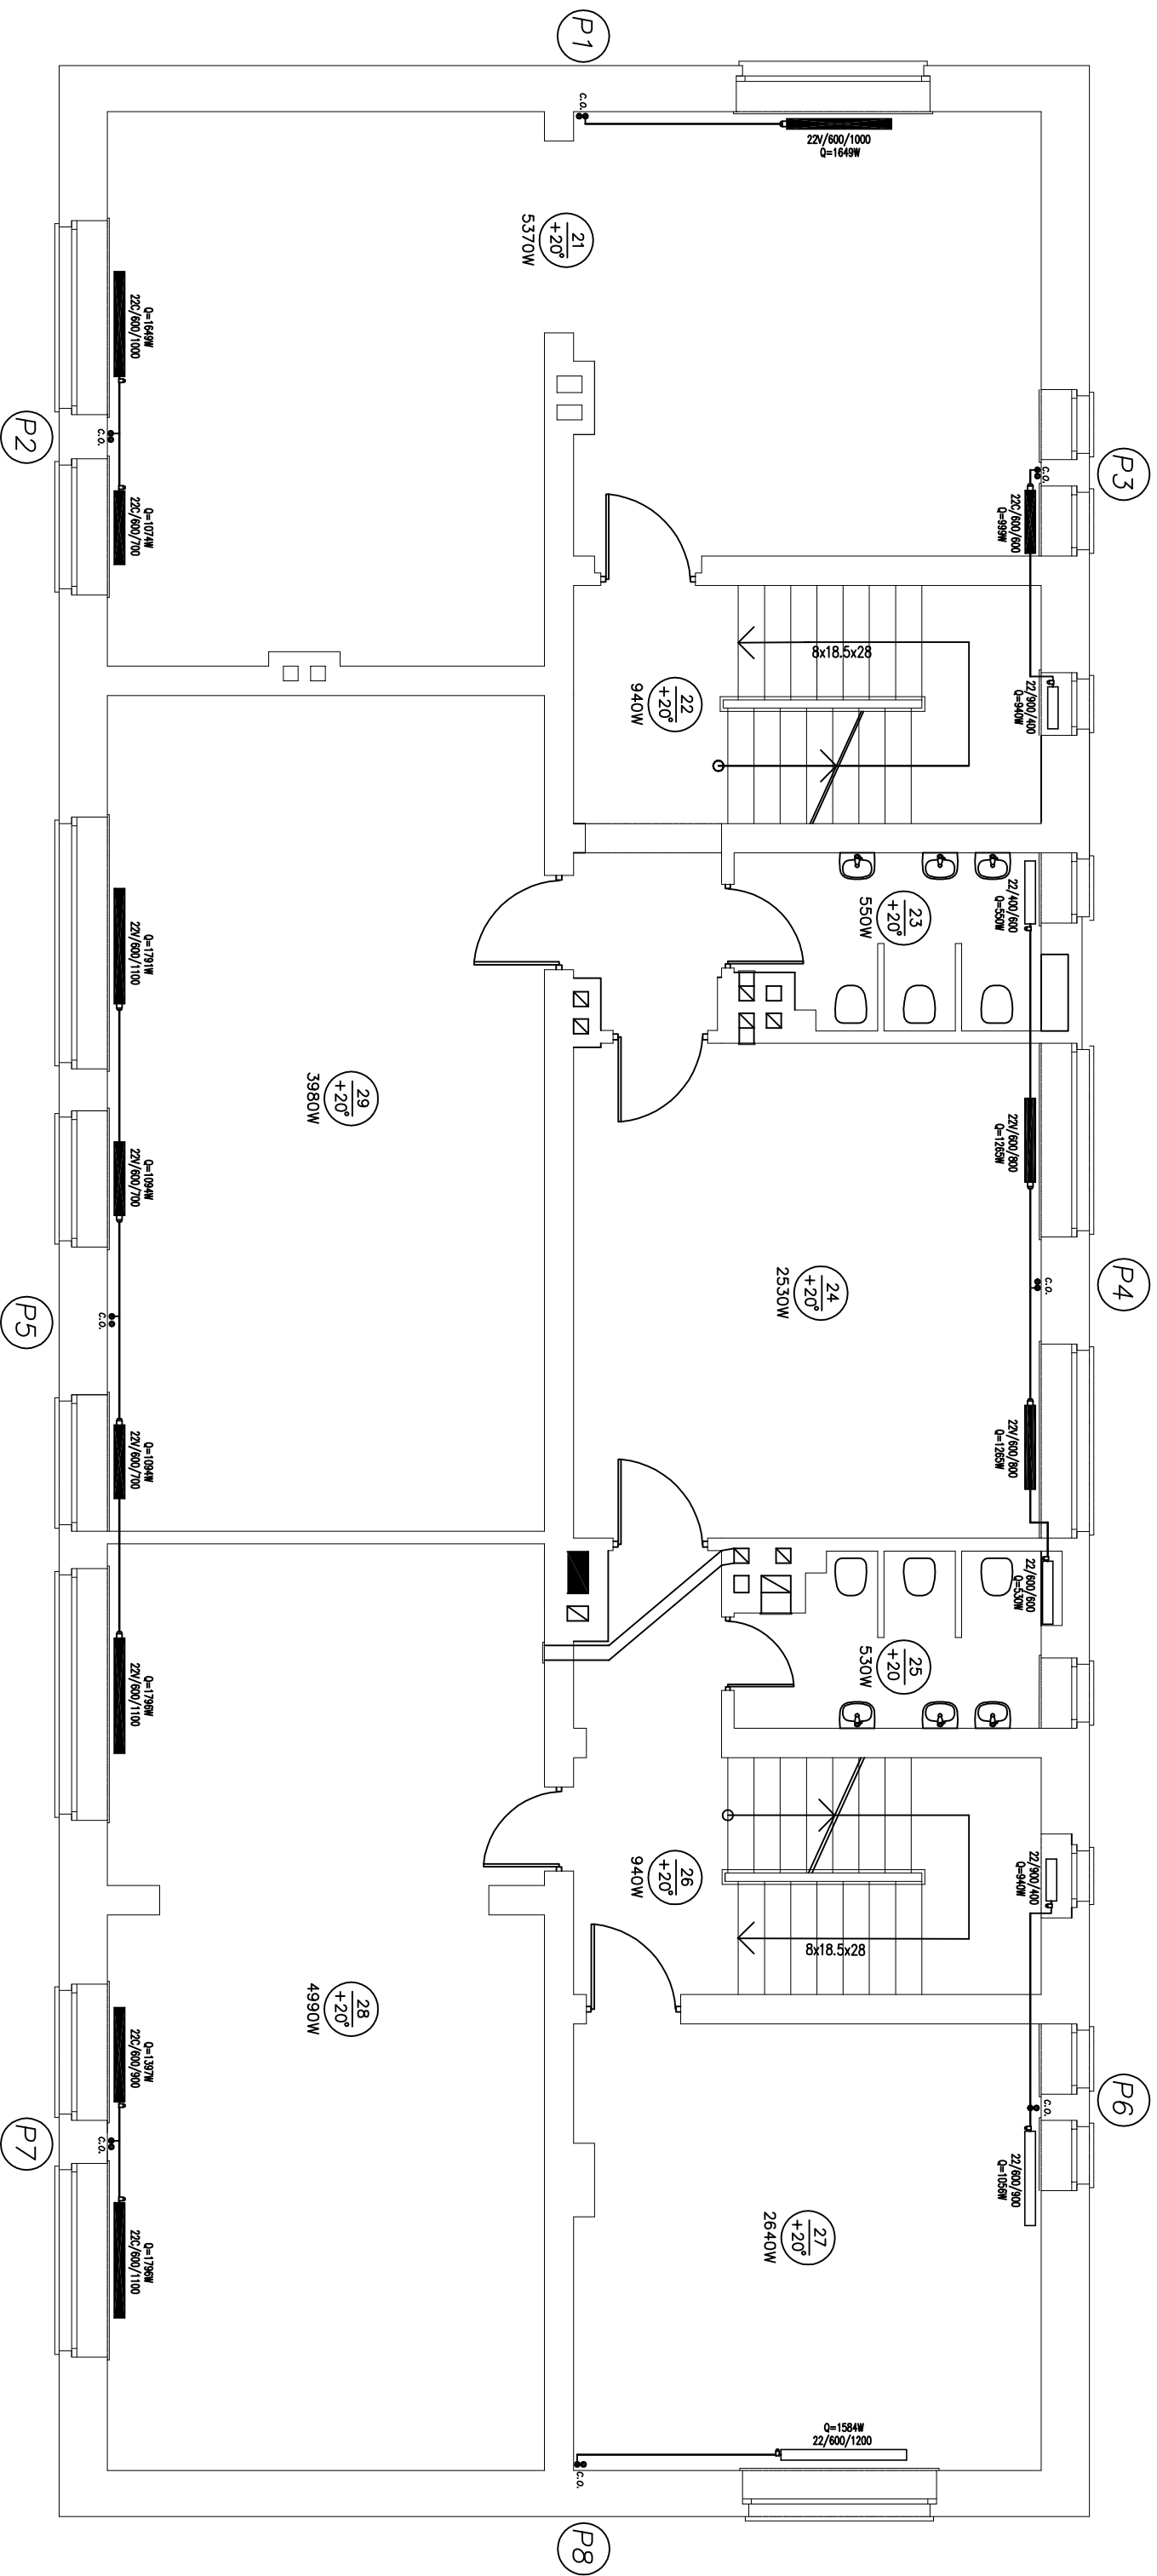 P1
c.o.
22V/600/1000
Q=1649W
21
+20°
5370W
Q=1649W
22C/600/1000
P2
c.o.
Q=1074W
22C/600/700
P3
c.o.
22C/600/600
Q=999W
8x18.5x28
22
+20°
940W
22/900/400
Q=940W
22/400/600
Q=550W
23
+20°
550W
Q=1791W
22V/600/1100
29
+20°
3980W
Q=1094W
22V/600/700
P5
c.o.
Q=1094W
22V/600/700
22V/600/800
Q=1265W
24
+20°
2530W
P4
c.o.
22V/600/800
Q=1265W
22/600/600
Q=530W
25
+20
530W
Q=1796W
22V/600/1100
26
+20°
940W
22/900/400
Q=940W
8x18.5x28
28
+20°
4990W
Q=1397W
22C/600/900
P7
c.o.
Q=1796W
22C/600/1100
P6
c.o.
22/600/900
Q=1056W
27
+20°
2640W
Q=1584W
22/600/1200
c.o.
P8